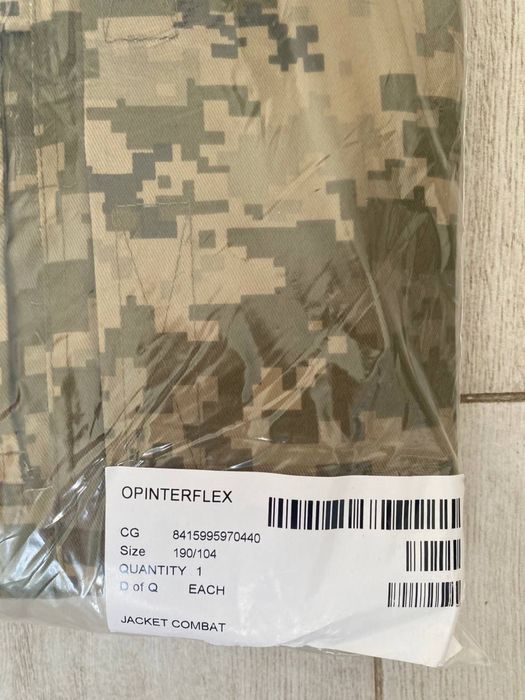 OPINTERFLEX
CG 8415995970440
Size 190/104
QUANTITY 1
D of Q EACH
JACKET COMBAT